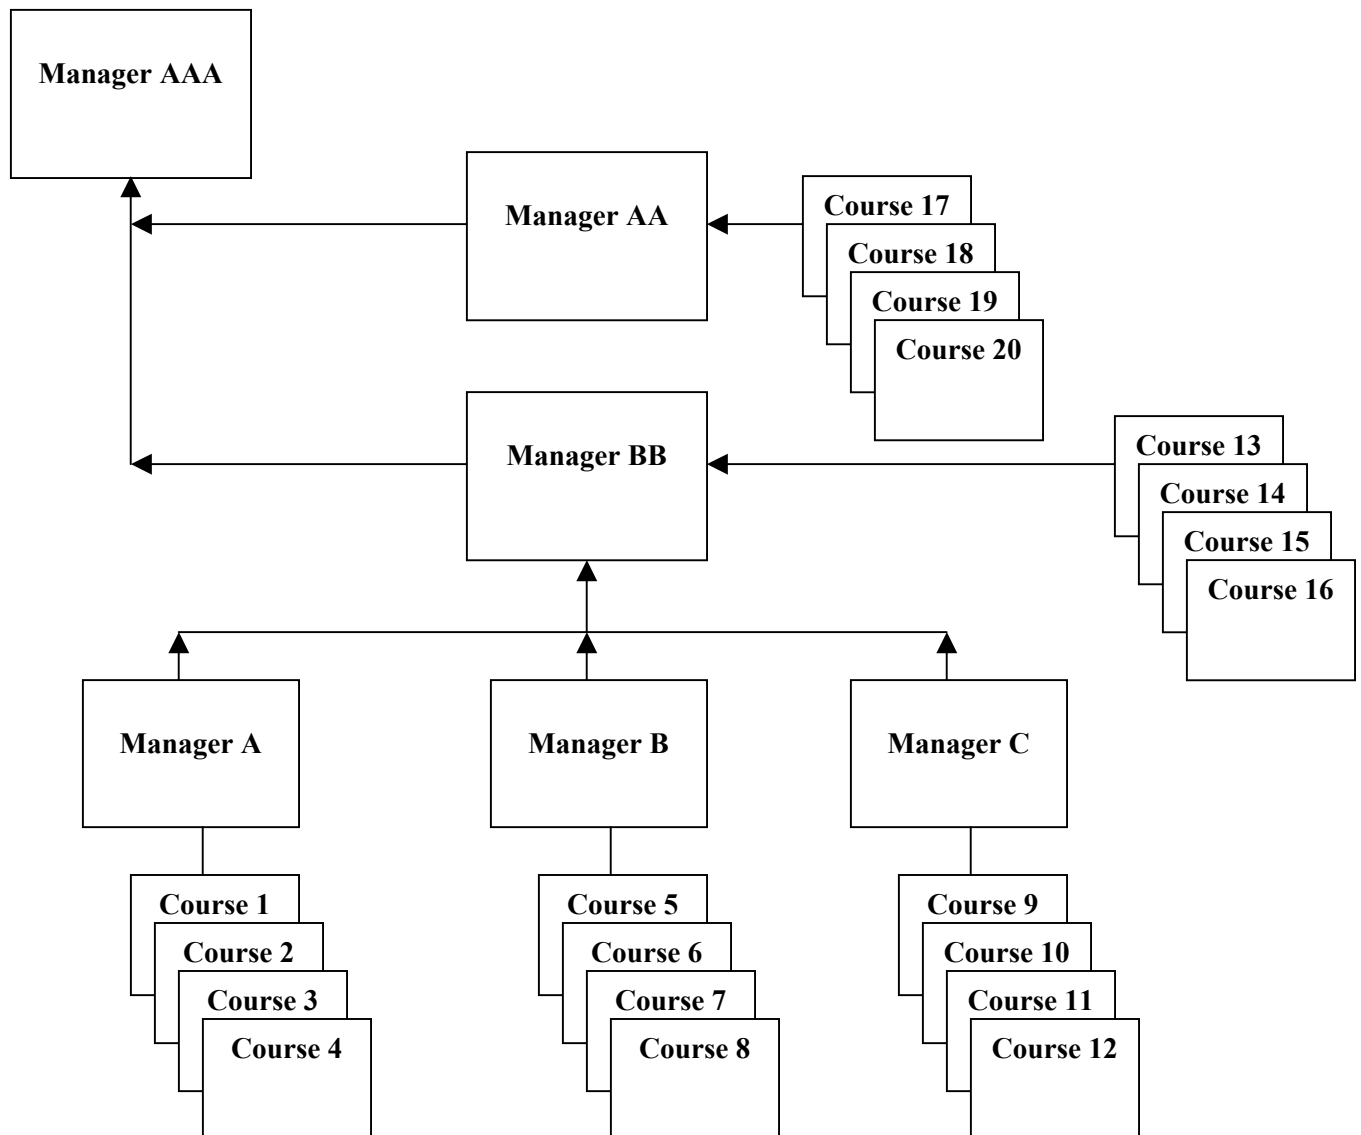 Manager AAA
Manager AA
Course 17
Course 18
Course 19
Course 20
Manager BB
Course 13
Course 14
Course 15
Course 16
Manager A
Manager B
Manager C
Course 1
Course 2
Course 3
Course 4
Course 5
Course 6
Course 7
Course 8
Course 9
Course 10
Course 11
Course 12